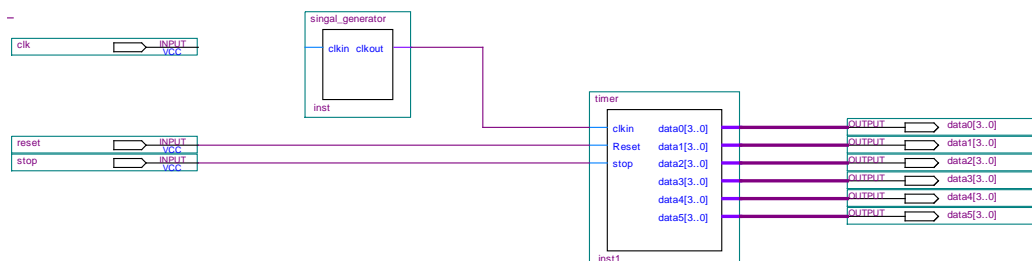 singal_generator
clk INPUT VCC
clkin clkout
inst
timer
clkin data0[3..0] OUTPUT data0[3..0]
reset INPUT VCC Reset data1[3..0] OUTPUT data1[3..0]
stop INPUT VCC stop data2[3..0] OUTPUT data2[3..0]
data3[3..0] OUTPUT data3[3..0]
data4[3..0] OUTPUT data4[3..0]
data5[3..0] OUTPUT data5[3..0]
inst1